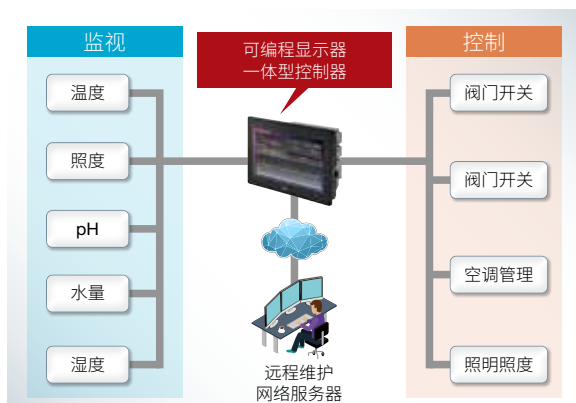 监视
温度
照度
pH
水量
湿度
可编程显示器
一体型控制器
远程维护
网络服务器
控制
阀门开关
阀门开关
空调管理
照明照度